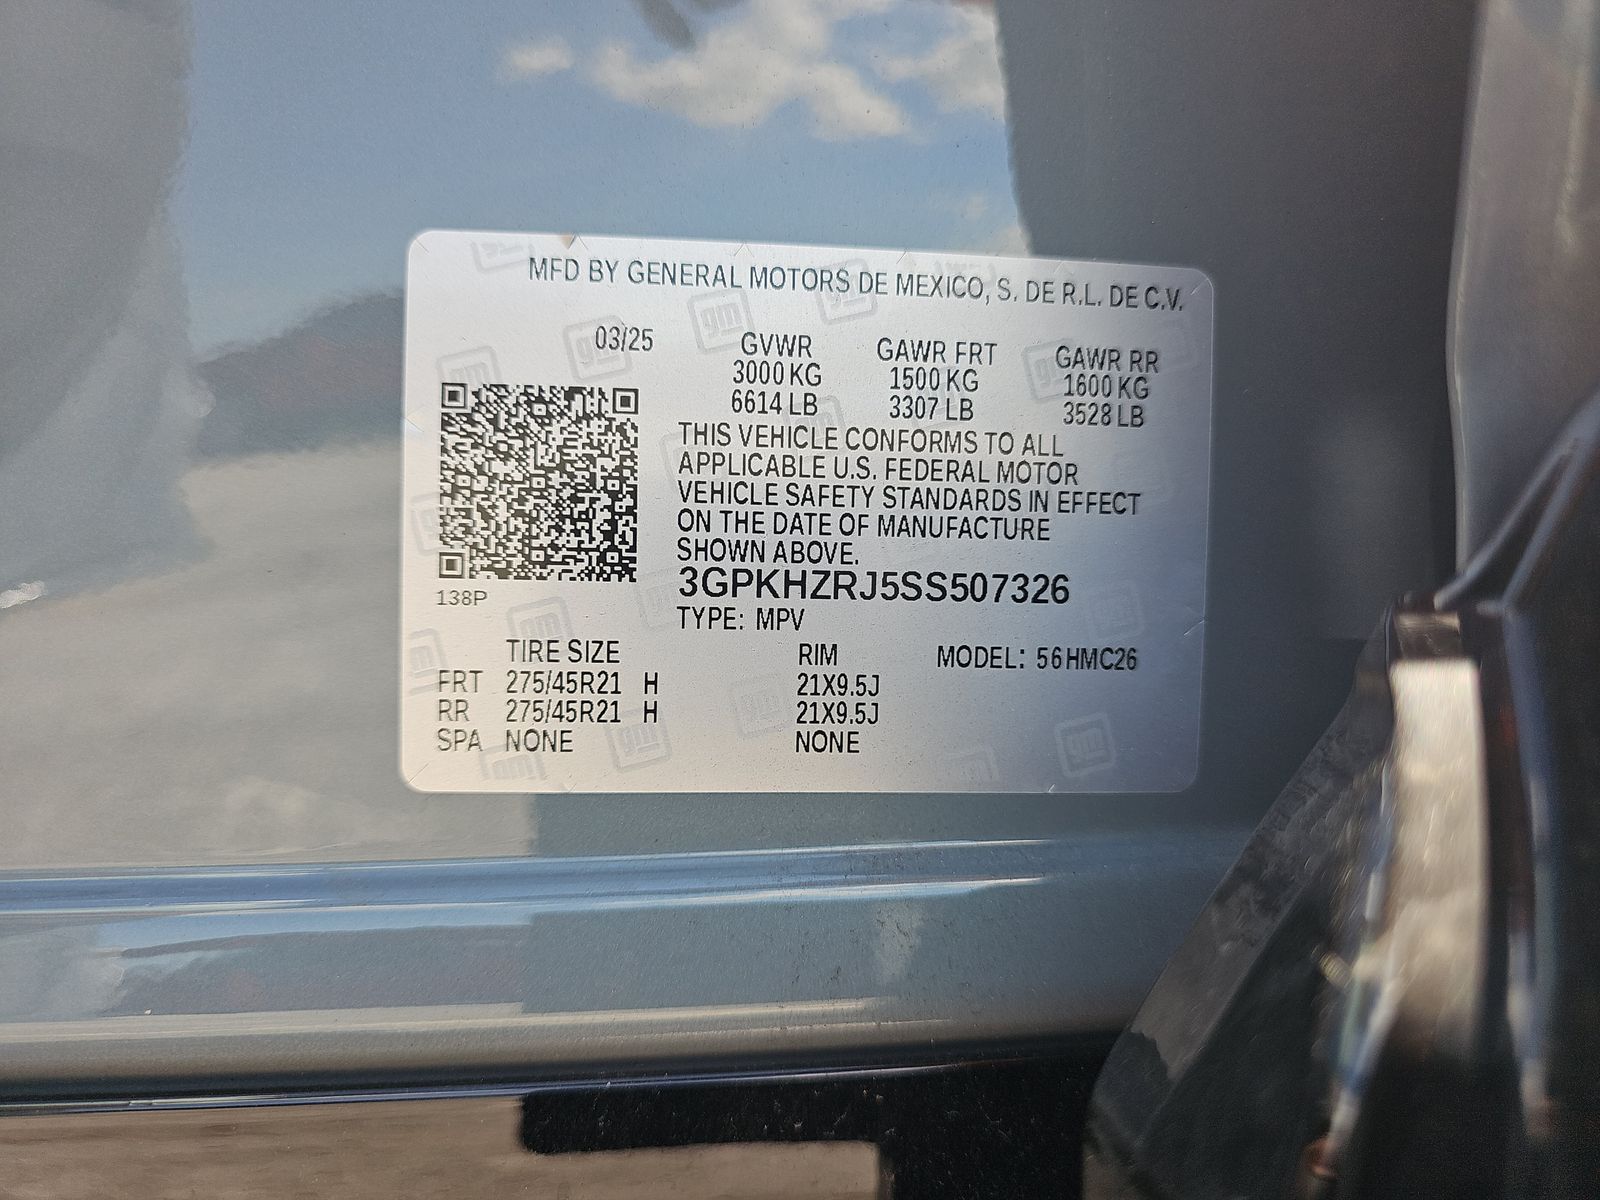 MFD BY GENERAL MOTORS DE MEXICO, S. DE R.L. DE C.V.
03/25 GVWR GAWR FRT GAWR RR
3000 KG 1500 KG 1600 KG
6614 LB 3307 LB 3528 LB
THIS VEHICLE CONFORMS TO ALL
APPLICABLE U.S. FEDERAL MOTOR
VEHICLE SAFETY STANDARDS IN EFFECT
ON THE DATE OF MANUFACTURE
SHOWN ABOVE.
3GPKHZRJ5SS507326
138P
TYPE: MPV
TIRE SIZE RIM MODEL: 56HMC26
FRT 275/45R21 H 21X9.5J
RR 275/45R21 H 21X9.5J
SPA NONE NONE